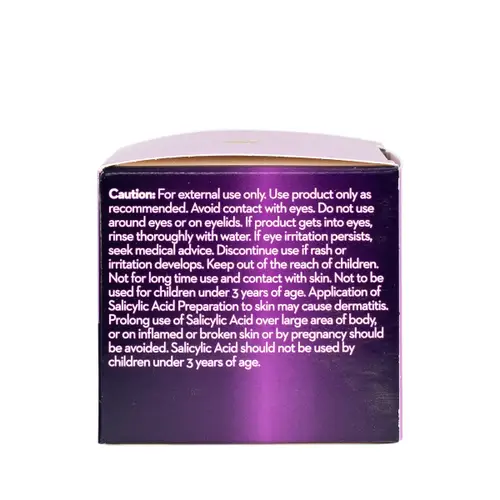 Caution: For external use only. Use product only as
recommended. Avoid contact with eyes. Do not use
around eyes or on eyelids. If product gets into eyes,
rinse thoroughly with water. If eye irritation persists,
seek medical advice. Discontinue use if rash or
irritation develops. Keep out of the reach of children.
Not for long time use and contact with skin. Not to be
used for children under 3 years of age. Application of
Salicylic Acid Preparation to skin may cause dermatitis.
Prolong use of Salicylic Acid over large area of body,
or on inflamed or broken skin or by pregnancy should
be avoided. Salicylic Acid should not be used by
children under 3 years of age.